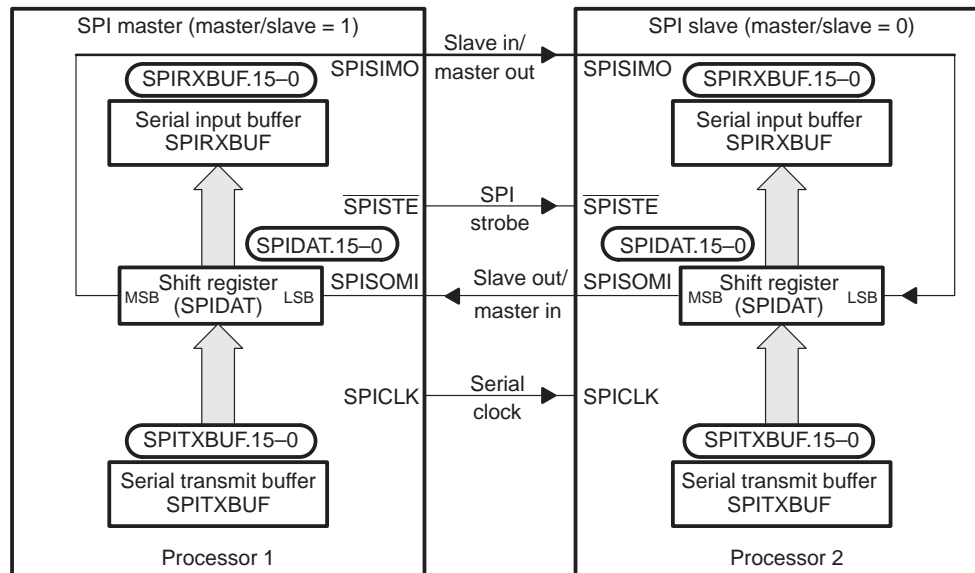 SPI master (master/slave = 1)
SPIRXBUF.15–0
Serial input buffer
SPIRXBUF
SPISIMO
SPISTE
SPIDAT.15–0
SPISOMI
MSB
Shift register
(SPIDAT)
LSB
SPICLK
SPITXBUF.15–0
Serial transmit buffer
SPITXBUF
Processor 1
Slave in/
master out
SPI
strobe
Slave out/
master in
Serial
clock
SPI slave (master/slave = 0)
SPISIMO
SPIRXBUF.15–0
Serial input buffer
SPIRXBUF
SPISTE
SPIDAT.15–0
SPISOMI
MSB
Shift register
(SPIDAT)
LSB
SPICLK
SPITXBUF.15–0
Serial transmit buffer
SPITXBUF
Processor 2